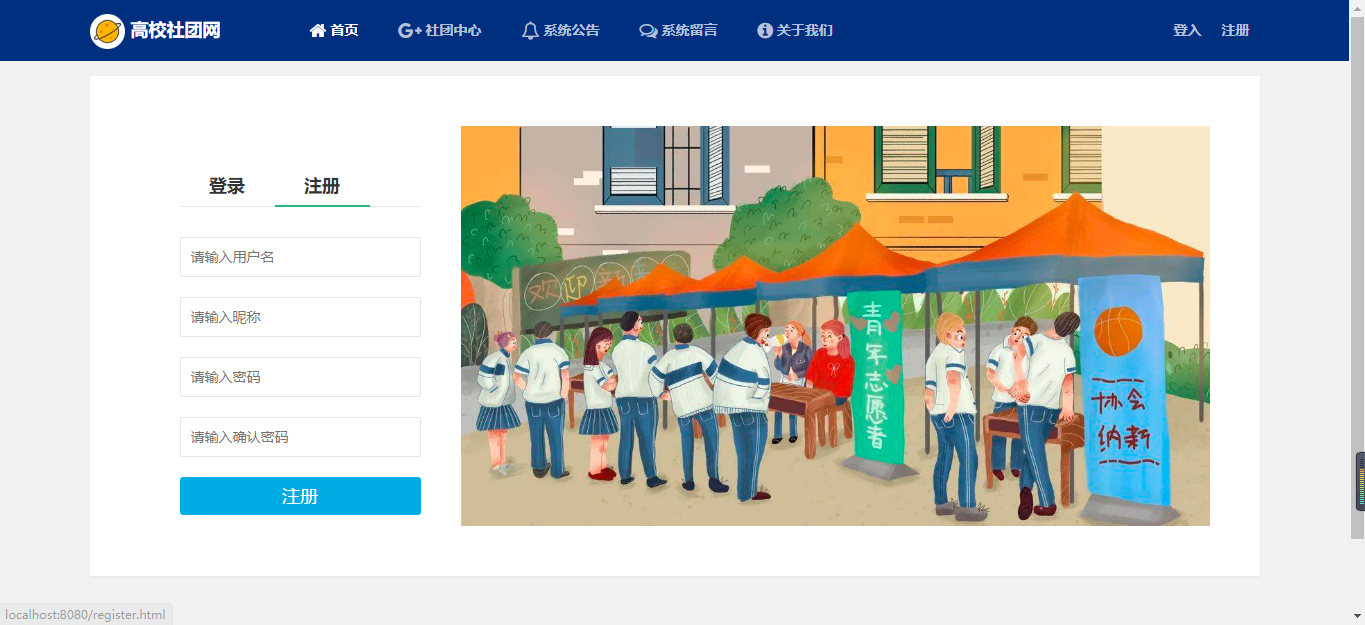 高校社团网
首页
社团中心
系统公告
系统留言
关于我们
登入
注册
登录
注册
请输入用户名
请输入昵称
请输入密码
请输入确认密码
注册
欢迎新
青年志愿者
协会
纳新
localhost:8080/register.html